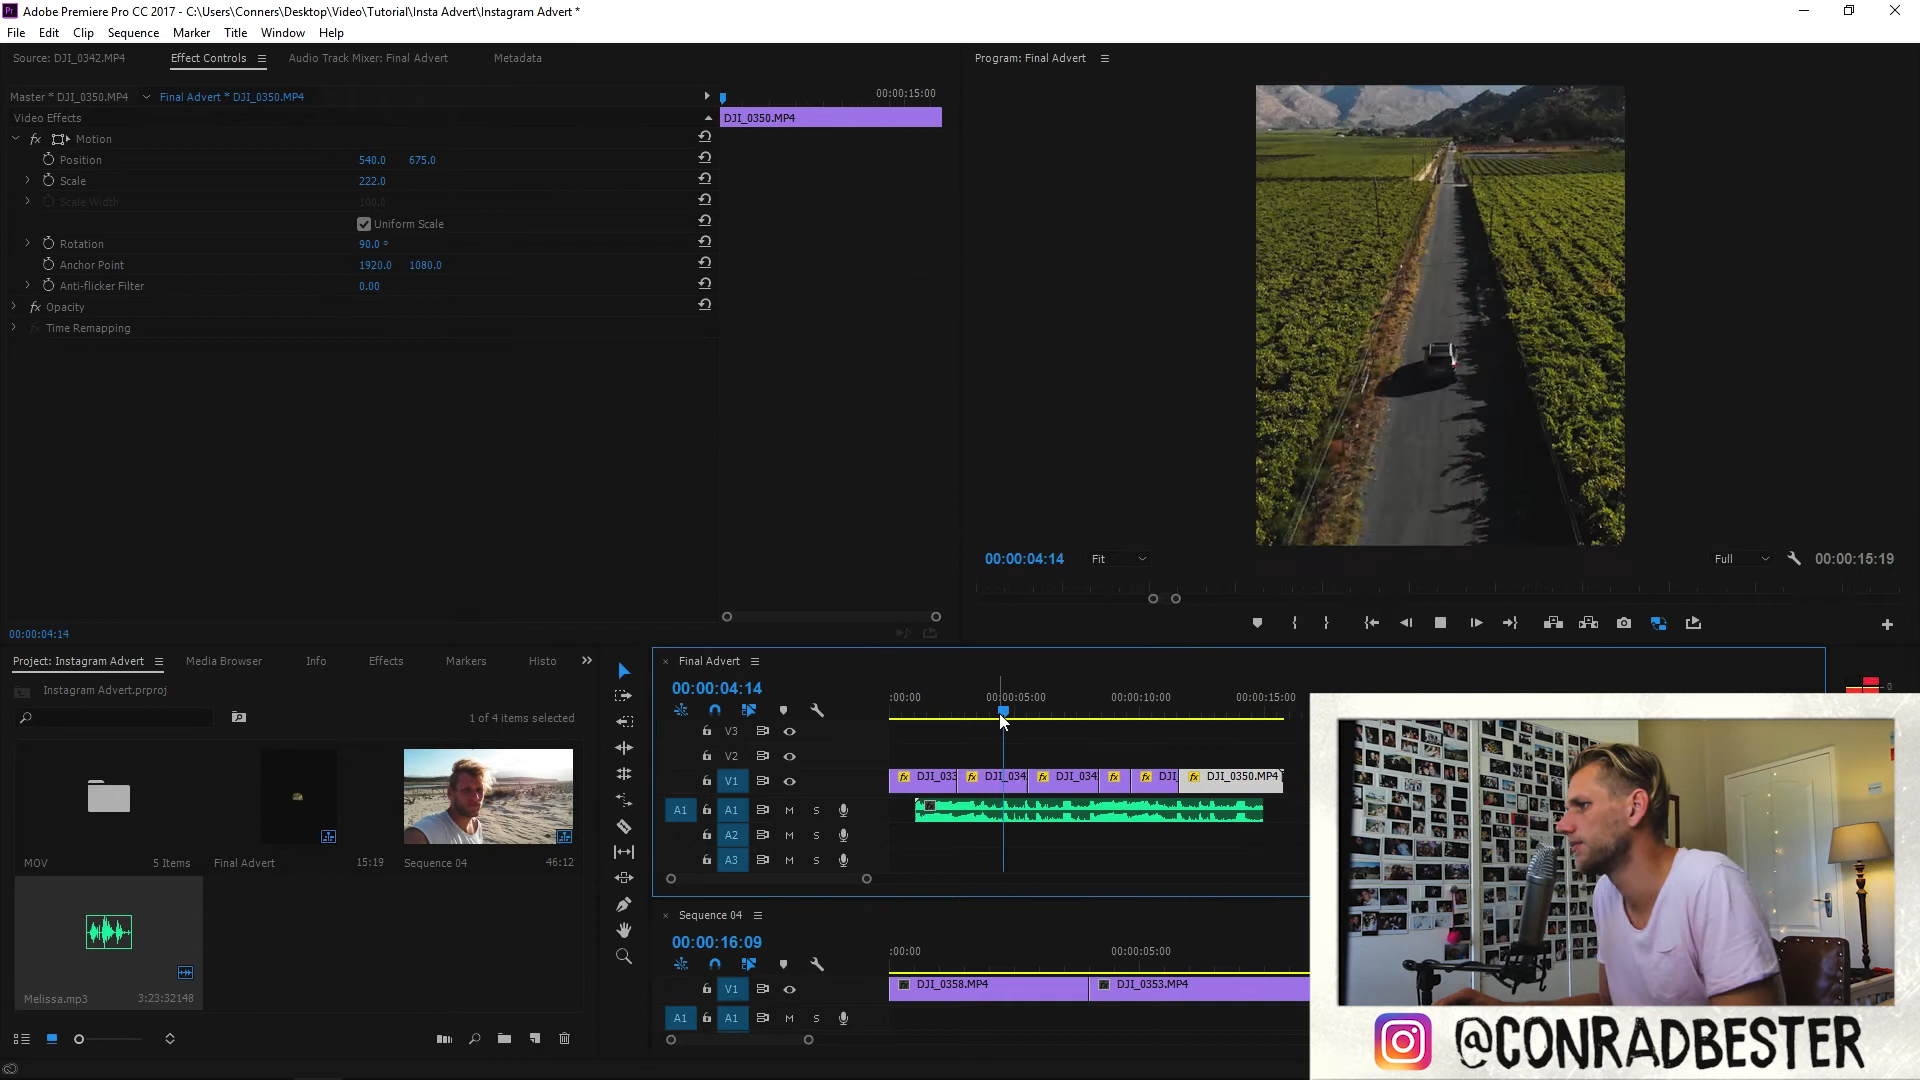 Adobe Premiere Pro CC 2017 - C:\Users\Conners\Desktop\Video\Tutorial\Insta Advert\Instagram Advert *
File Edit Clip Sequence Marker Title Window Help
Source: DJI_0342.MP4 Effect Controls Audio Track Mixer: Final Advert Metadata
Program: Final Advert
Master * DJI_0350.MP4 Final Advert * DJI_0350.MP4
00:00:15:00
Video Effects
DJI_0350.MP4
fx Motion
Position 540.0 675.0
Scale 222.0
Scale Width 100.0
Uniform Scale
Rotation 90.0 °
Anchor Point 1920.0 1080.0
Anti-flicker Filter 0.00
fx Opacity
fx Time Remapping
00:00:04:14 Fit Full 00:00:15:19
00:00:04:14
Project: Instagram Advert Media Browser Info Effects Markers Histo
Instagram Advert.prproj
1 of 4 items selected
MOV 5 Items Final Advert 15:19 Sequence 04 46:12
Melissa.mp3 3:23:32148
Final Advert
00:00:04:14
:00:00 00:00:05:00 00:00:10:00 00:00:15:00
0
V3
V2
V1
fx DJI_033 fx DJI_034 fx DJI_034 fx fx DJI_ fx DJI_0350.MP4
A1 A1 M S
A2 M S
A3 M S
Sequence 04
00:00:16:09
:00:00 00:00:05:00
V1
DJI_0358.MP4 DJI_0353.MP4
A1 A1 M S
@CONRADBESTER